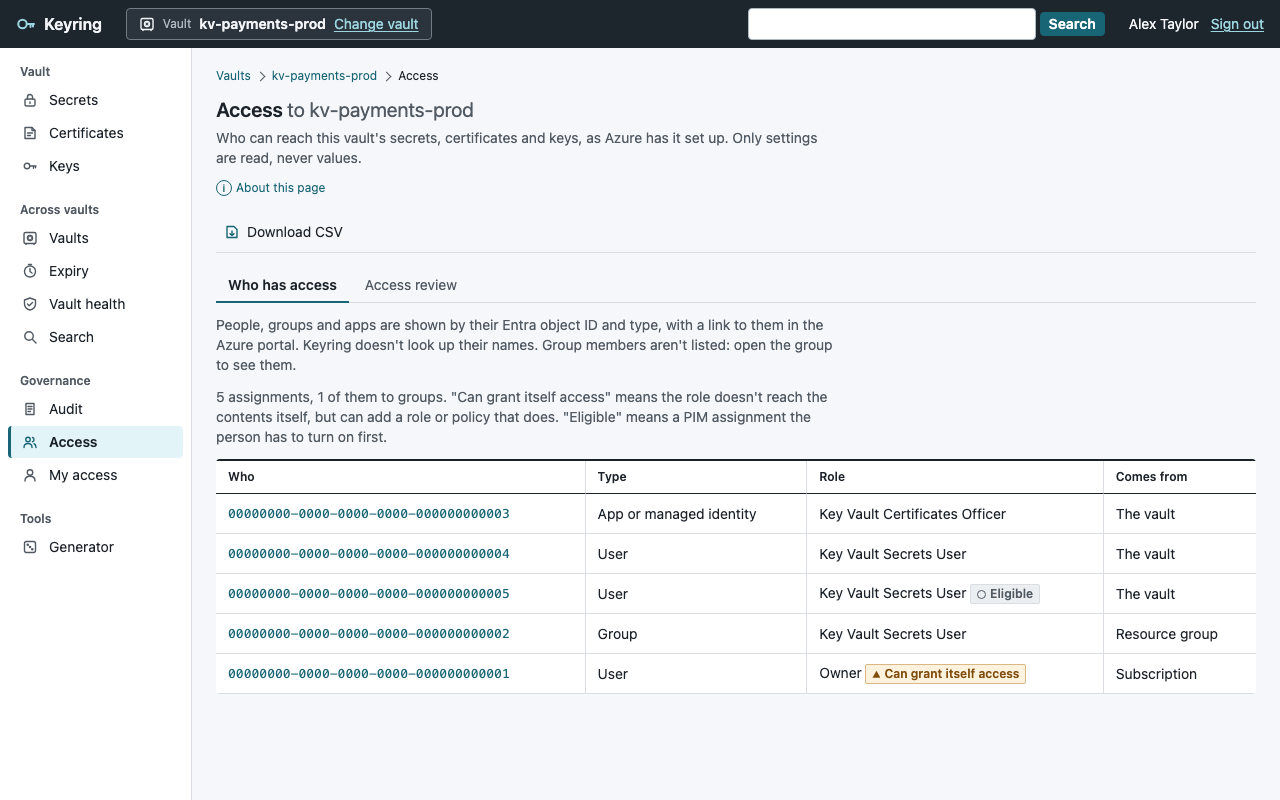 Keyring
Vault kv-payments-prod Change vault
Search
Alex Taylor Sign out
Vault
Secrets
Certificates
Keys
Across vaults
Vaults
Expiry
Vault health
Search
Governance
Audit
Access
My access
Tools
Generator
Vaults > kv-payments-prod > Access
Access to kv-payments-prod
Who can reach this vault's secrets, certificates and keys, as Azure has it set up. Only settings
are read, never values.
About this page
Download CSV
Who has access Access review
People, groups and apps are shown by their Entra object ID and type, with a link to them in the
Azure portal. Keyring doesn't look up their names. Group members aren't listed: open the group
to see them.
5 assignments, 1 of them to groups. "Can grant itself access" means the role doesn't reach the
contents itself, but can add a role or policy that does. "Eligible" means a PIM assignment the
person has to turn on first.
Who Type Role Comes from
00000000-0000-0000-0000-000000000003 App or managed identity Key Vault Certificates Officer The vault
00000000-0000-0000-0000-000000000004 User Key Vault Secrets User The vault
00000000-0000-0000-0000-000000000005 User Key Vault Secrets User Eligible The vault
00000000-0000-0000-0000-000000000002 Group Key Vault Secrets User Resource group
00000000-0000-0000-0000-000000000001 User Owner Can grant itself access Subscription